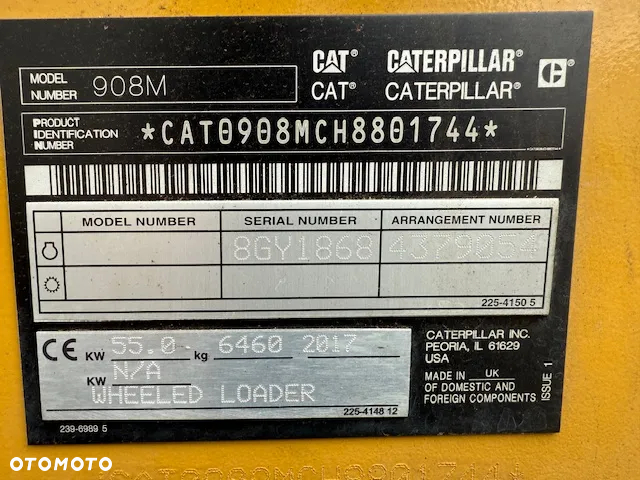 CAT CATERPILLAR C
CAT® CATERPILLAR®
MODEL NUMBER 908M
PRODUCT IDENTIFICATION NUMBER *CAT0908MCH8801744*
MODEL NUMBER SERIAL NUMBER ARRANGEMENT NUMBER
8GY1868 4379054
225-4150 5
CE KW 55.0 kg 6460 2017
KW N/A
WHEELED LOADER
225-4148 12
CATERPILLAR INC.
PEORIA, IL 61629
USA
MADE IN UK
OF DOMESTIC AND
FOREIGN COMPONENTS
ISSUE 1
239-6989 5
OTOMOTO